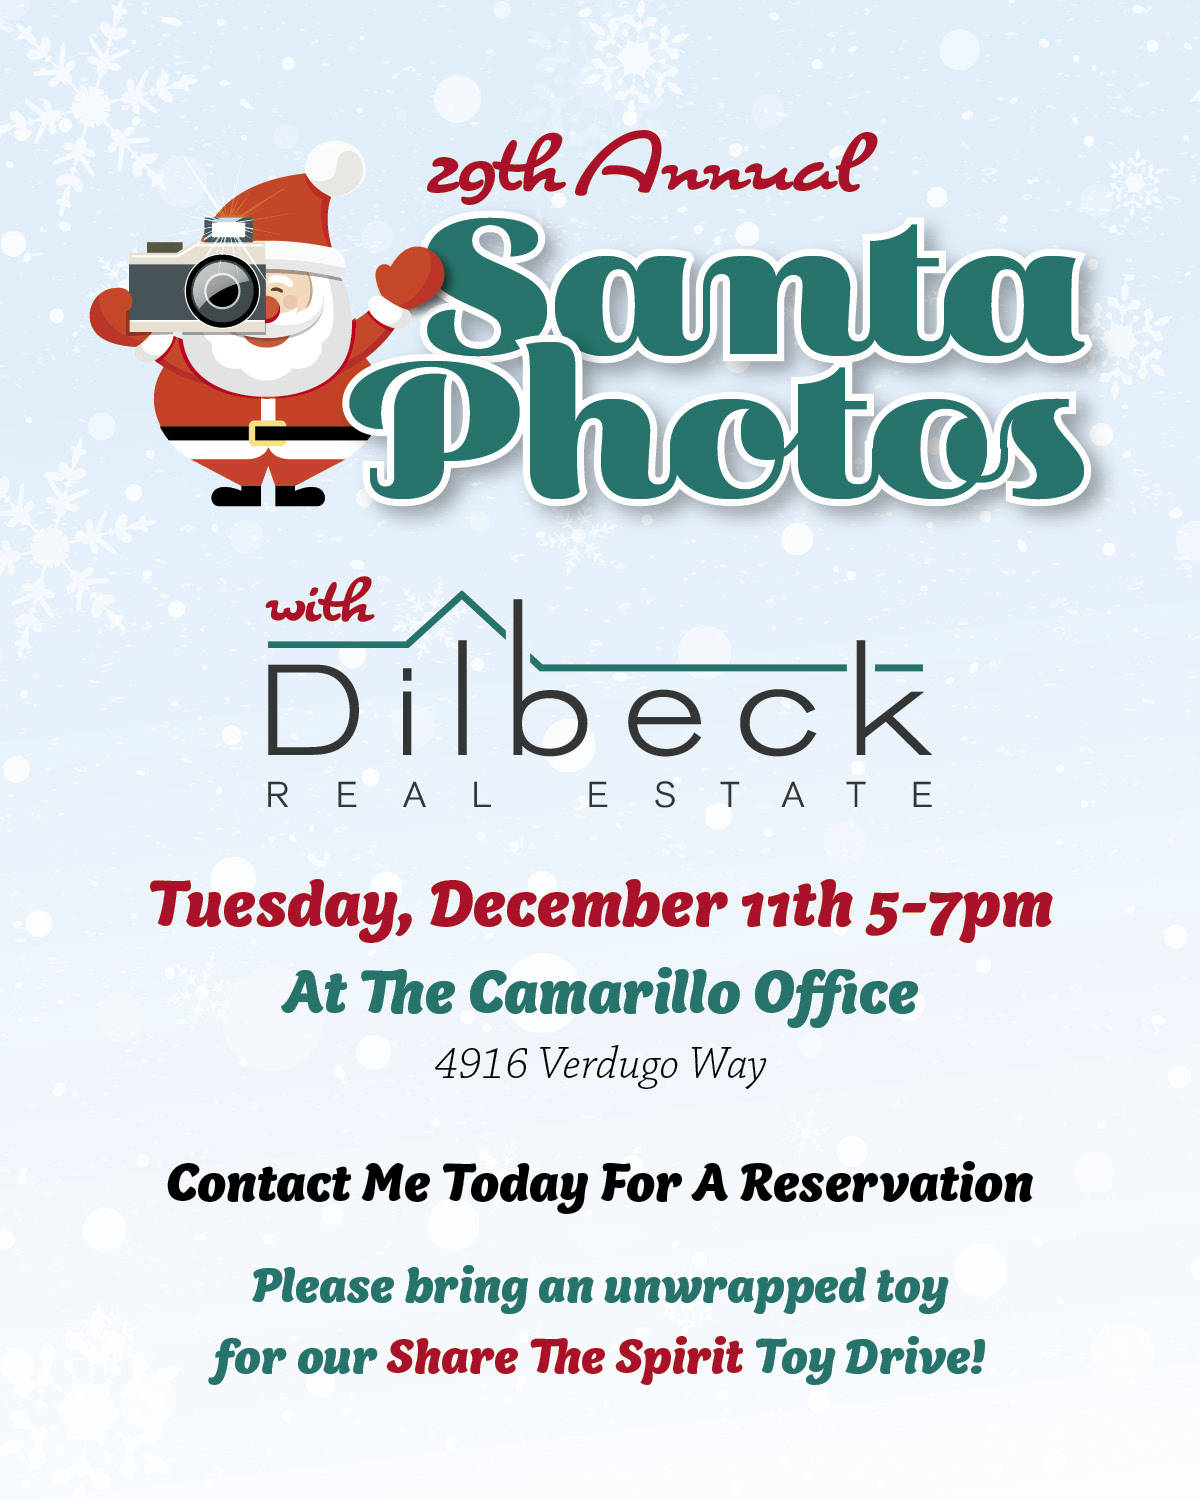 29th Annual
Santa
Photos
with
Dilbeck
REAL ESTATE
Tuesday, December 11th 5-7pm
At The Camarillo Office
4916 Verdugo Way
Contact Me Today For A Reservation
Please bring an unwrapped toy
for our Share The Spirit Toy Drive!